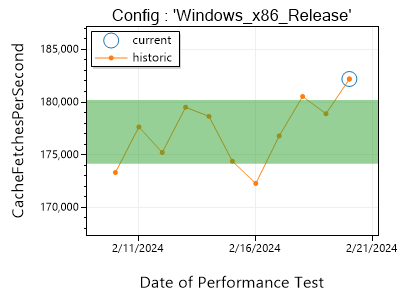 Config : 'Windows_x86_Release'
current
historic
185,000
180,000
175,000
170,000
CacheFetchesPerSecond
2/11/2024
2/16/2024
2/21/2024
Date of Performance Test